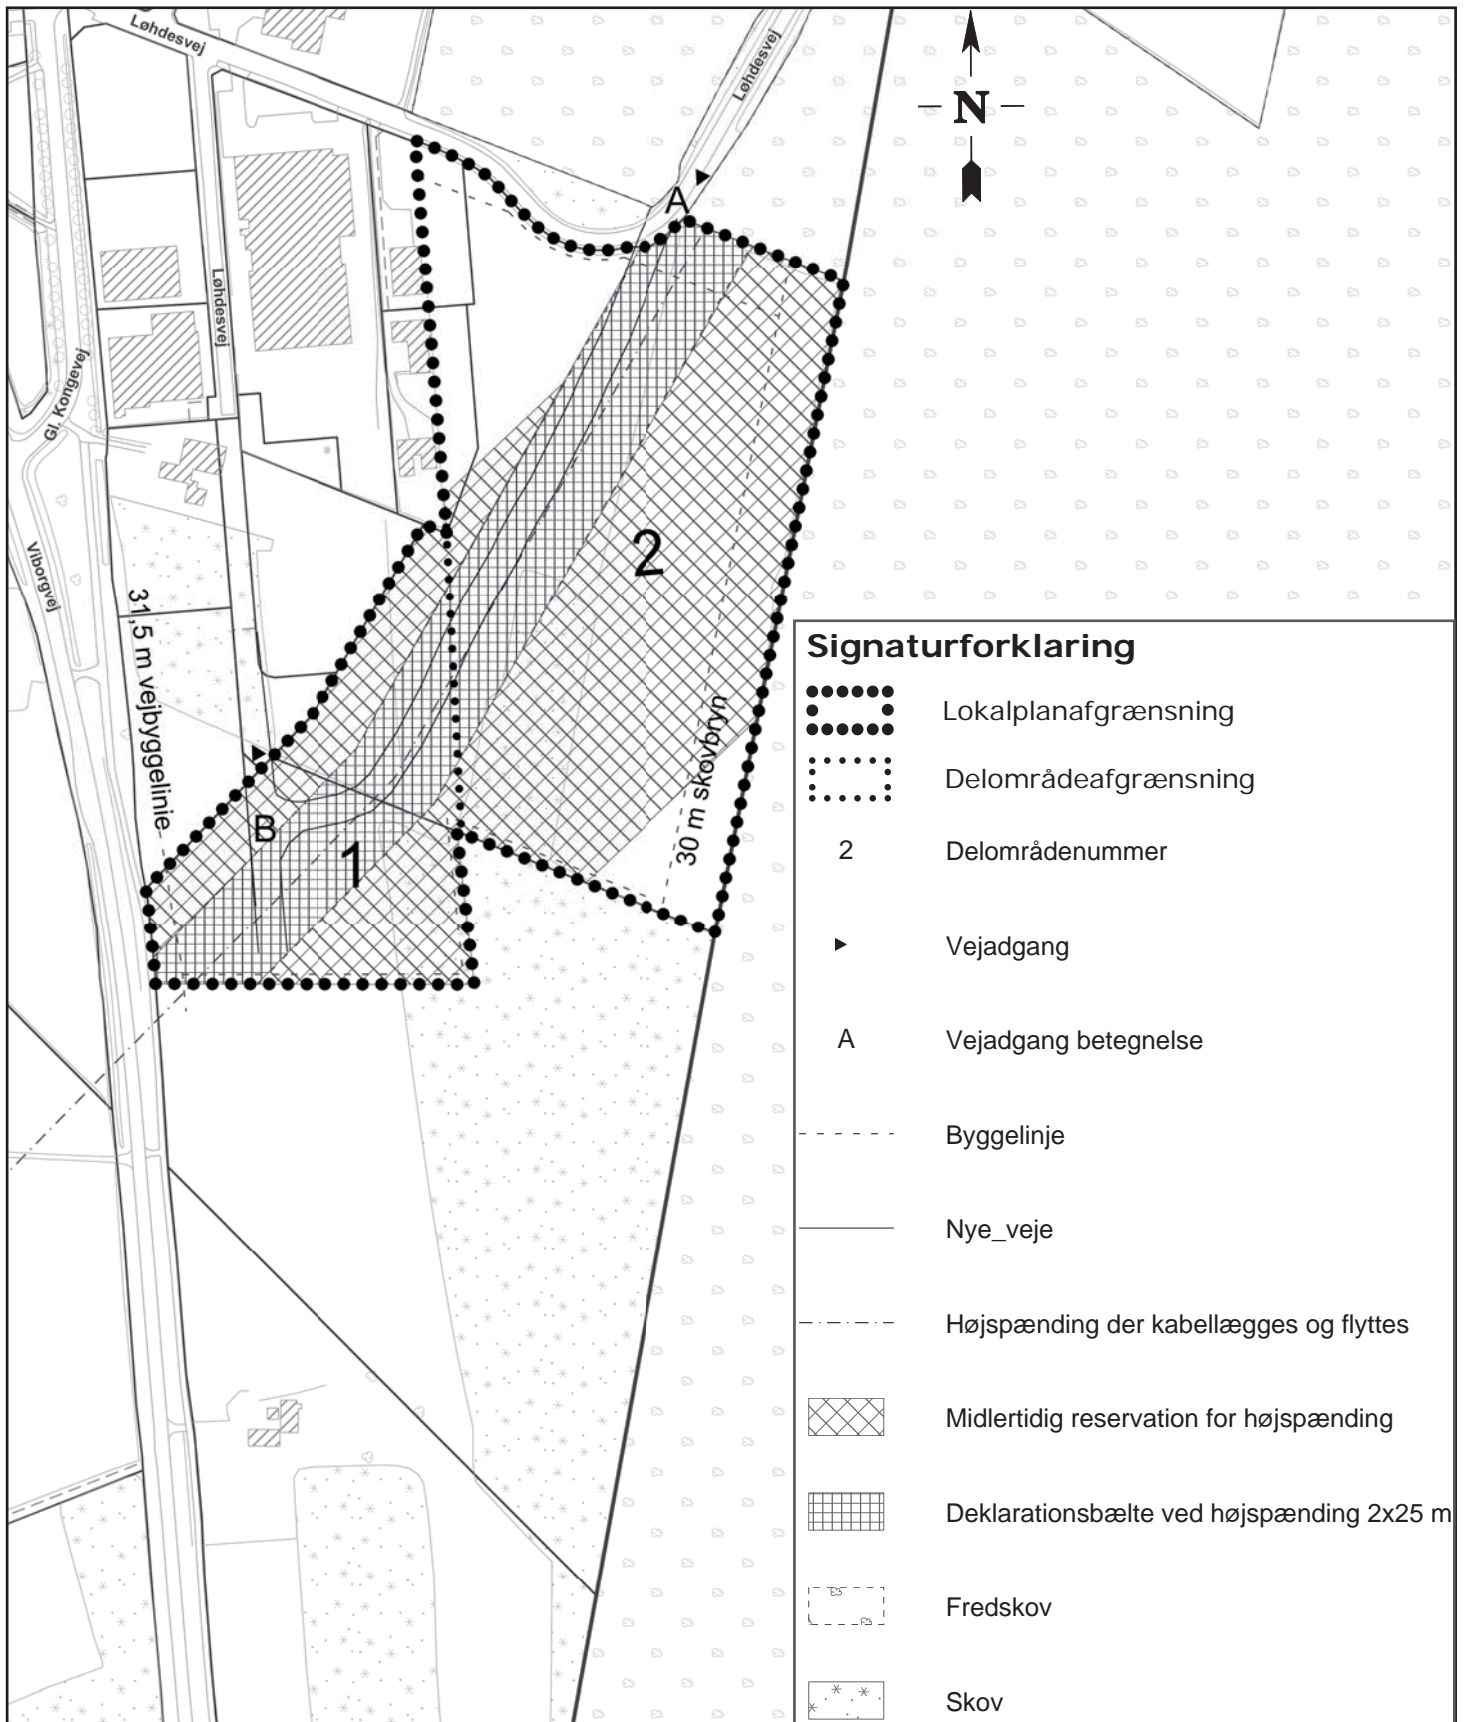 Løhdesvej
Løhdesvej
N
A
Løhdesvej
Gl. Kongevej
2
Viborgvej
31,5 m vejbyggelinie
30 m skovbryn
B
1
Signaturforklaring
Lokalplanafgrænsning
Delområdeafgrænsning
2 Delområdenummer
Vejadgang
A Vejadgang betegnelse
Byggelinje
Nye_veje
Højspænding der kabellægges og flyttes
Midlertidig reservation for højspænding
Deklarationsbælte ved højspænding 2x25 m
Fredskov
Skov